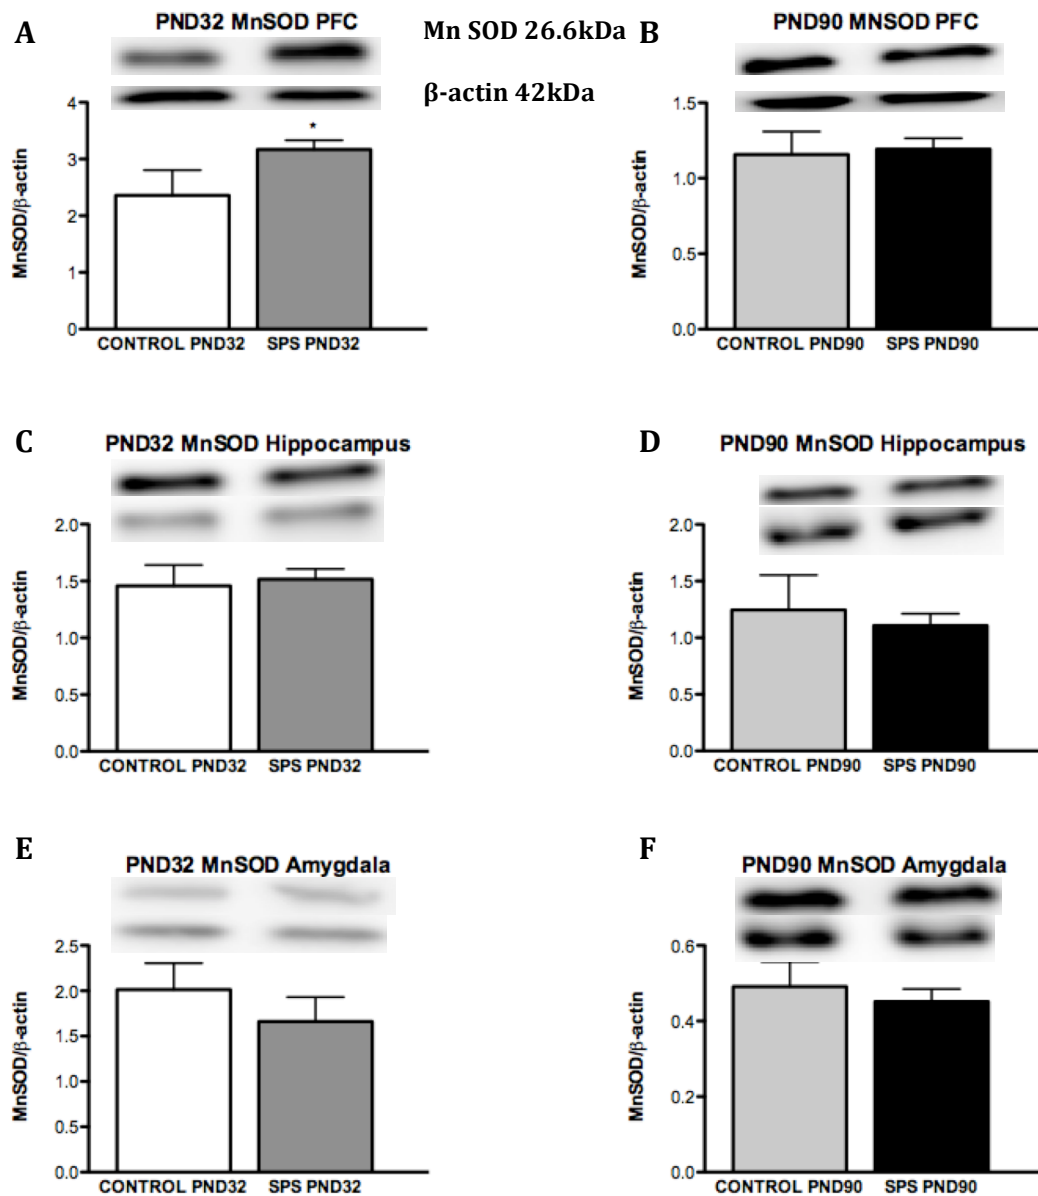 A
PND32 MnSOD PFC
Mn SOD 26.6kDa
β-actin 42kDa
MnSOD/β-actin
4
3
2
1
0
*
CONTROL PND32
SPS PND32
B
PND90 MNSOD PFC
MnSOD/β-actin
1.5
1.0
0.5
0.0
CONTROL PND90
SPS PND90
C
PND32 MnSOD Hippocampus
MnSOD/β-actin
2.0
1.5
1.0
0.5
0.0
CONTROL PND32
SPS PND32
D
PND90 MnSOD Hippocampus
MnSOD/β-actin
2.0
1.5
1.0
0.5
0.0
CONTROL PND90
SPS PND90
E
PND32 MnSOD Amygdala
MnSOD/β-actin
2.5
2.0
1.5
1.0
0.5
0.0
CONTROL PND32
SPS PND32
F
PND90 MnSOD Amygdala
MnSOD/β-actin
0.6
0.4
0.2
0.0
CONTROL PND90
SPS PND90